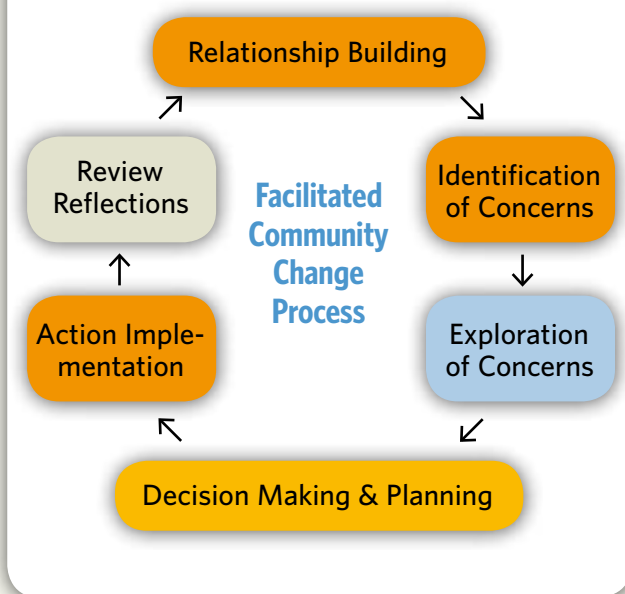 Relationship Building
Identification
of Concerns
Exploration
of Concerns
Decision Making & Planning
Action Imple-
mentation
Review
Reflections
Facilitated
Community
Change
Process